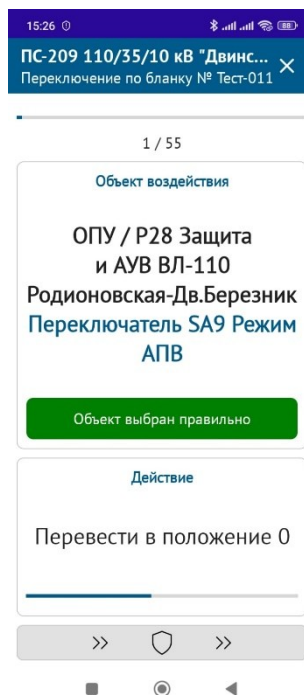 15:26
88
ПС-209 110/35/10 кВ "Двинс...
Переключение по бланку № Тест-011
1 / 55
Объект воздействия
ОПУ / Р28 Защита
и АУВ ВЛ-110
Родионовская-Дв.Березник
Переключатель SA9 Режим
АПВ
Объект выбран правильно
Действие
Перевести в положение 0